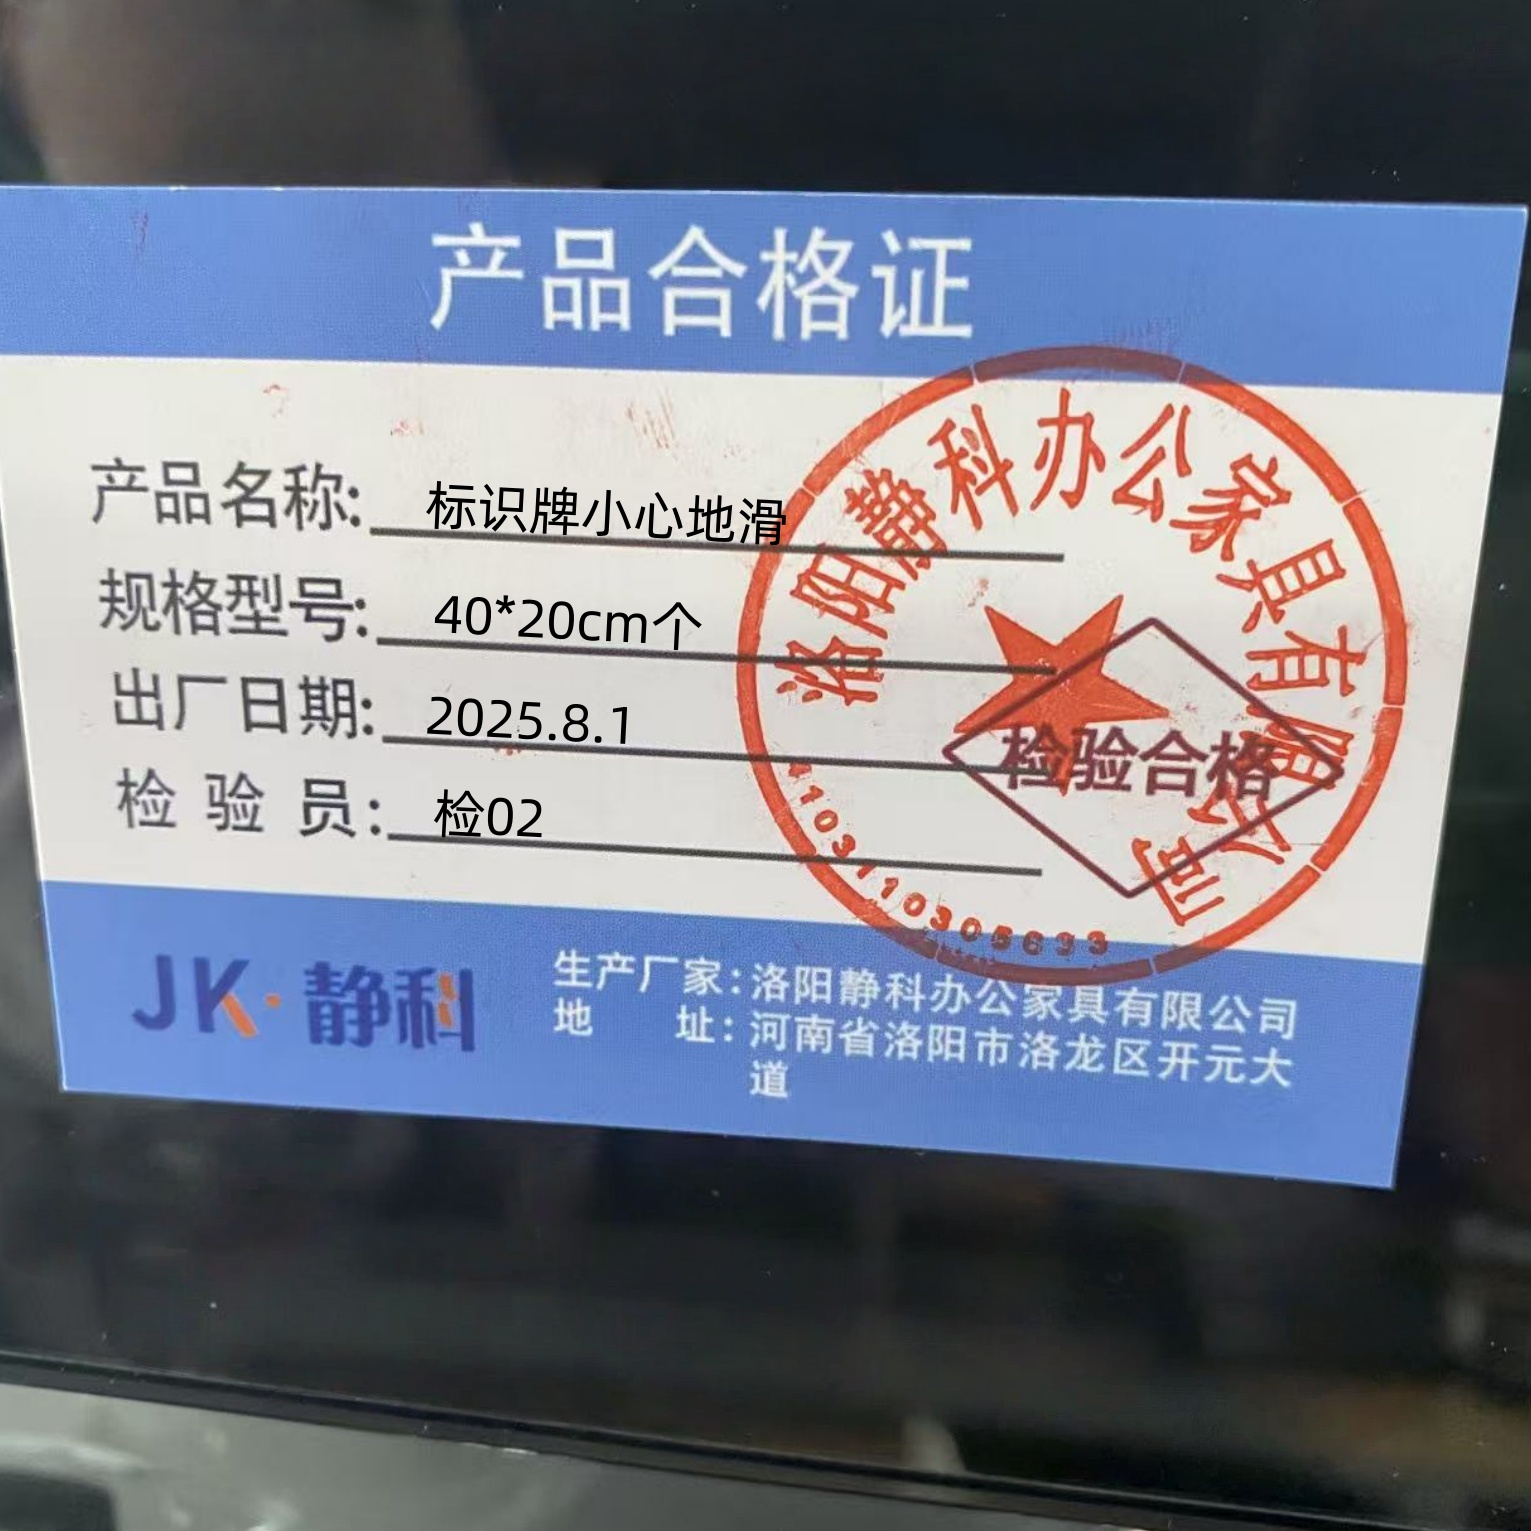 产品合格证
产品名称: 标识牌小心地滑
规格型号: 40*20cm个
出厂日期: 2025.8.1
检 验 员: 检02
洛阳静科办公家具有限公司
检验合格
JK·静科
生产厂家:洛阳静科办公家具有限公司
地 址:河南省洛阳市洛龙区开元大
道